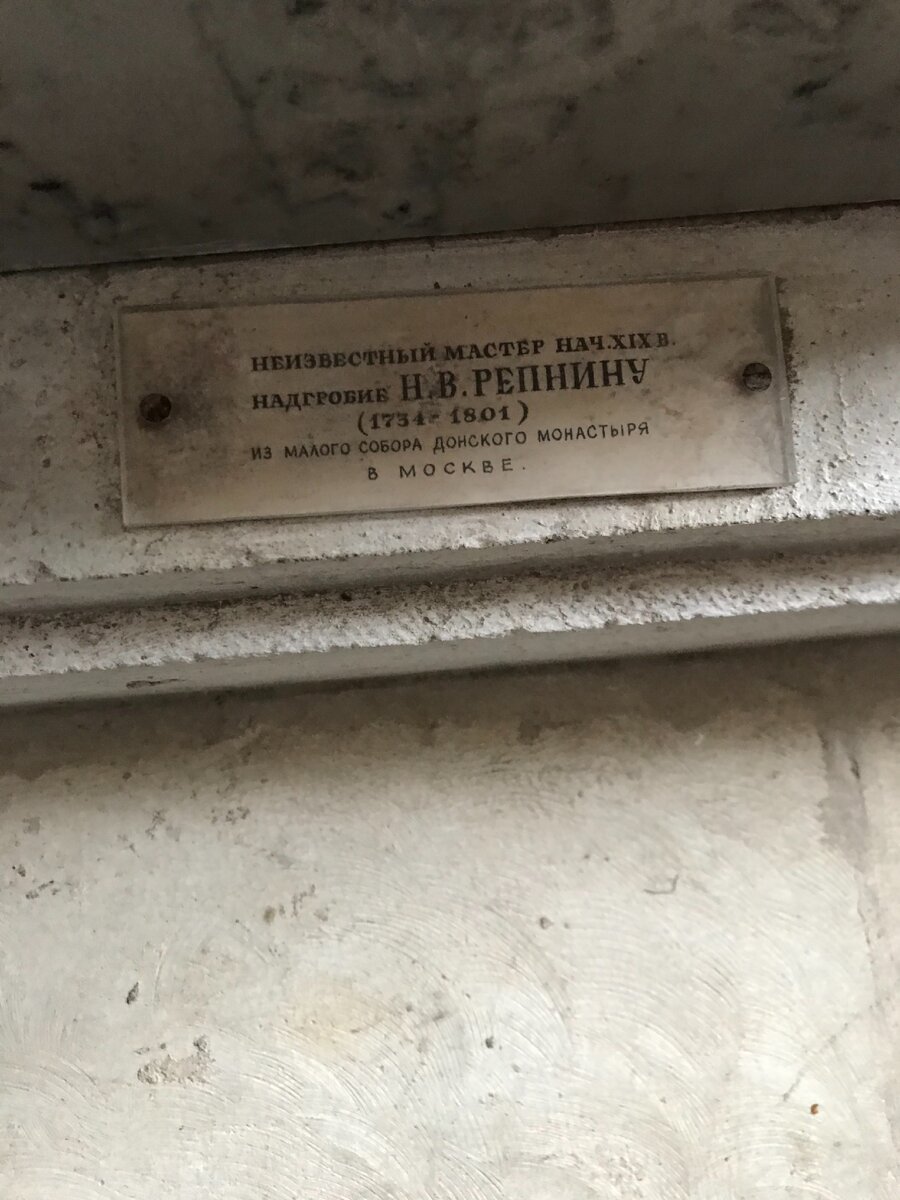 НЕИЗВЕСТНЫЙ МАСТЕР НАЧ.XIX В.
НАДГРОБИЕ Н.В.РЕПНИНУ
(1734-1801)
ИЗ МАЛОГО СОБОРА ДОНСКОГО МОНАСТЫРЯ
В МОСКВЕ.